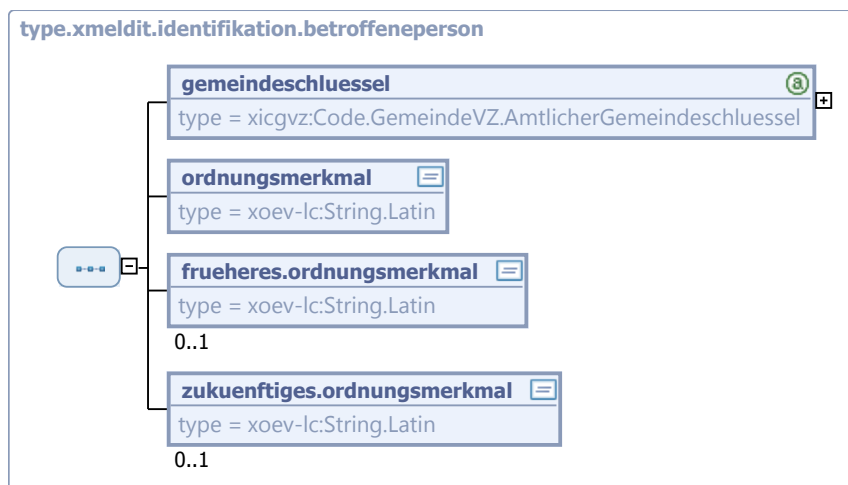 type.xmeldit.identifikation.betroffeneperson
gemeindeschluessel
type = xicgvz:Code.GemeindeVZ.AmtlicherGemeindeschluessel
ordnungsmerkmal
type = xoev-lc:String.Latin
frueheres.ordnungsmerkmal
type = xoev-lc:String.Latin
0..1
zukuenftiges.ordnungsmerkmal
type = xoev-lc:String.Latin
0..1